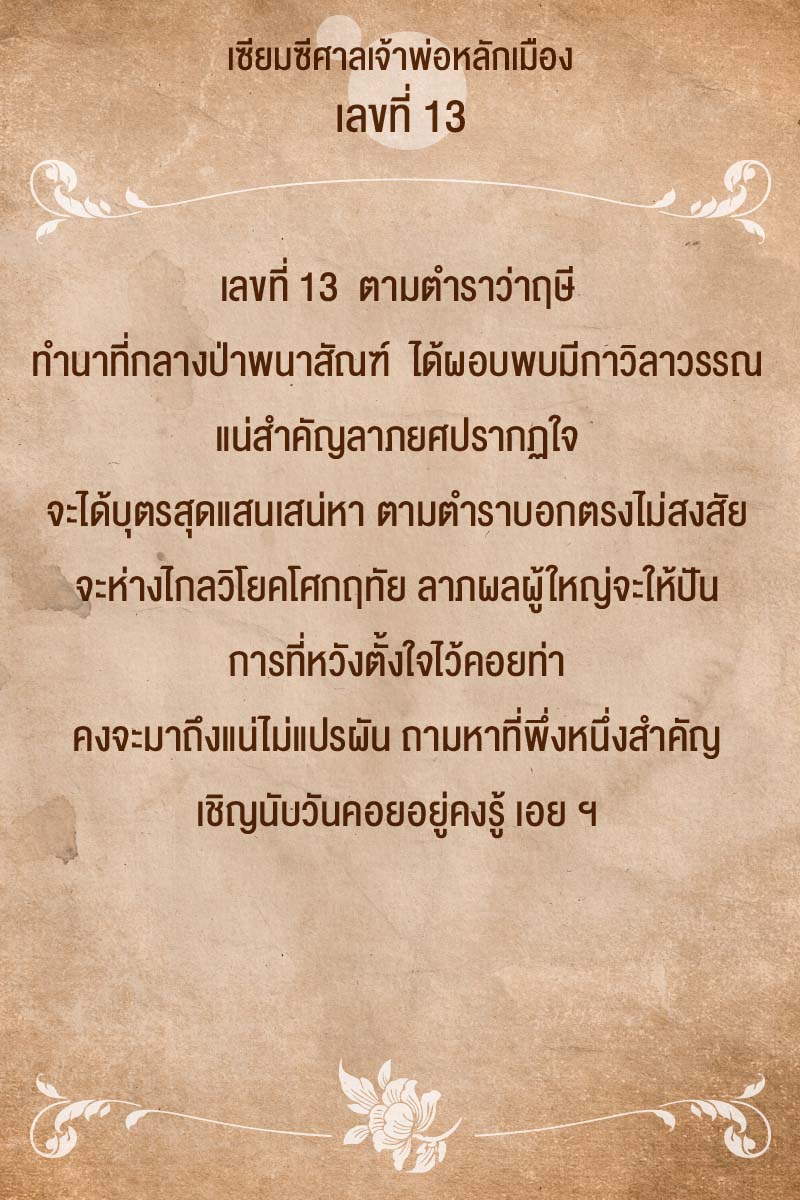 เซียมซีศาลเจ้าพ่อหลักเมือง
เลขที่ 13
เลขที่ 13 ตามตำราว่าฤษี
ทำนาที่กลางป่าพนาสัณฑ์ ได้ผอบพบมีกาวิลาวรรณ
แน่สำคัญลาภยศปรากฏใจ
จะได้บุตรสุดแสนเสน่หา ตามตำราบอกตรงไม่สงสัย
จะห่างไกลวิโยคโศกฤทัย ลาภผลผู้ใหญ่จะให้ปัน
การที่หวังตั้งใจไว้คอยท่า
คงจะมาถึงแน่ไม่แปรผัน ถามหาที่พึ่งหนึ่งสำคัญ
เชิญนับวันคอยอยู่คงรู้ เอย ฯ